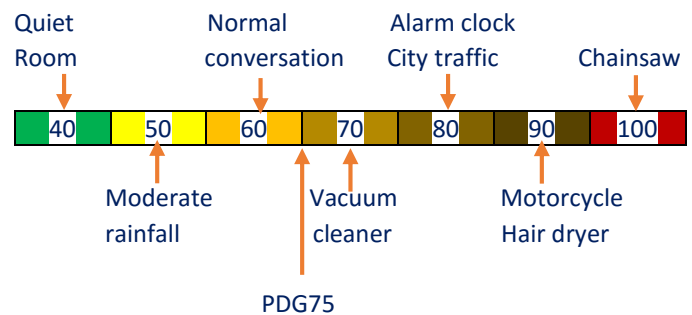 Quiet Room
Normal conversation
Alarm clock
City traffic
Chainsaw
40 50 60 70 80 90 100
Moderate rainfall
Vacuum cleaner
Motorcycle
Hair dryer
PDG75